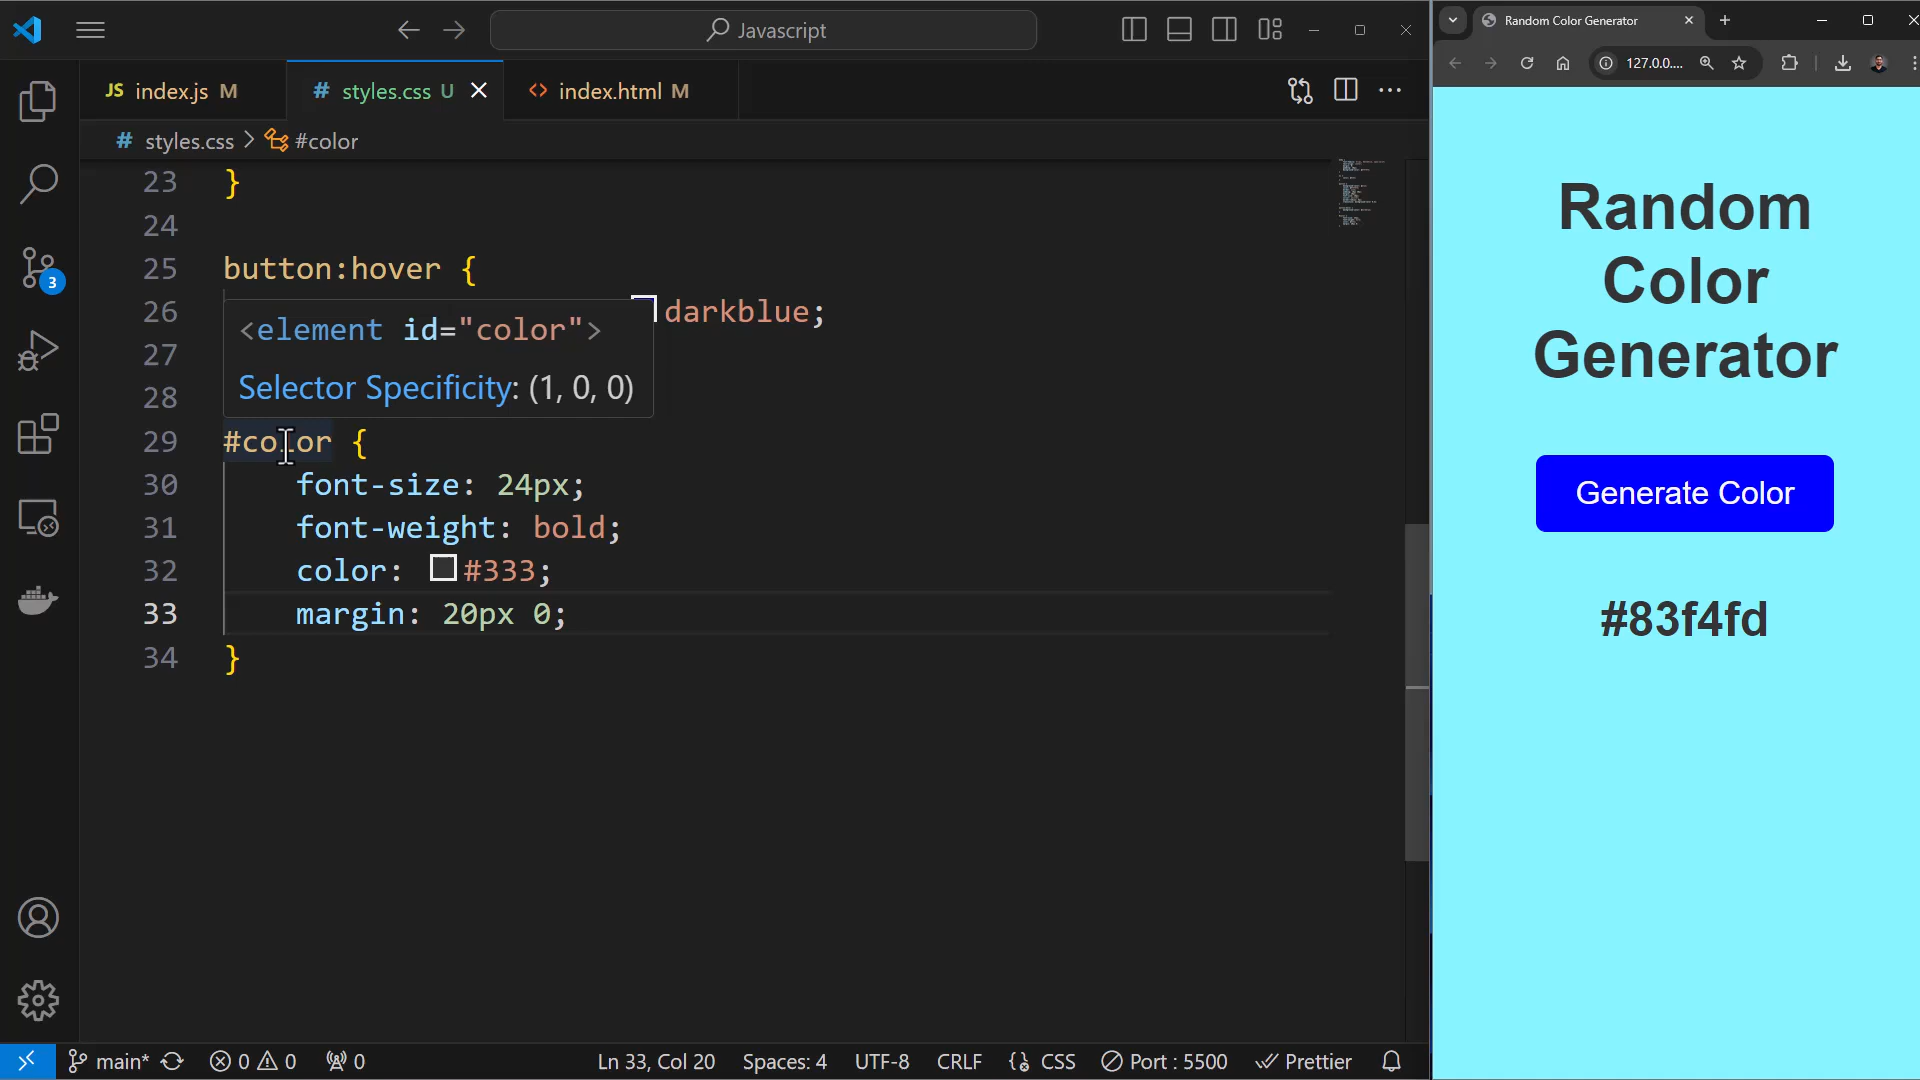 Javascript
JS index.js M
# styles.css U
<> index.html M
# styles.css > #color
23 }
24
25 button:hover {
26 darkblue;
<element id="color">
27
Selector Specificity: (1, 0, 0)
28
29 #color {
30 font-size: 24px;
31 font-weight: bold;
32 color: #333;
33 margin: 20px 0;
34 }
3
main* 0 0 0 Ln 33, Col 20 Spaces: 4 UTF-8 CRLF {} CSS Port : 5500 Prettier
Random Color Generator
127.0.0....
Random
Color
Generator
Generate Color
#83f4fd